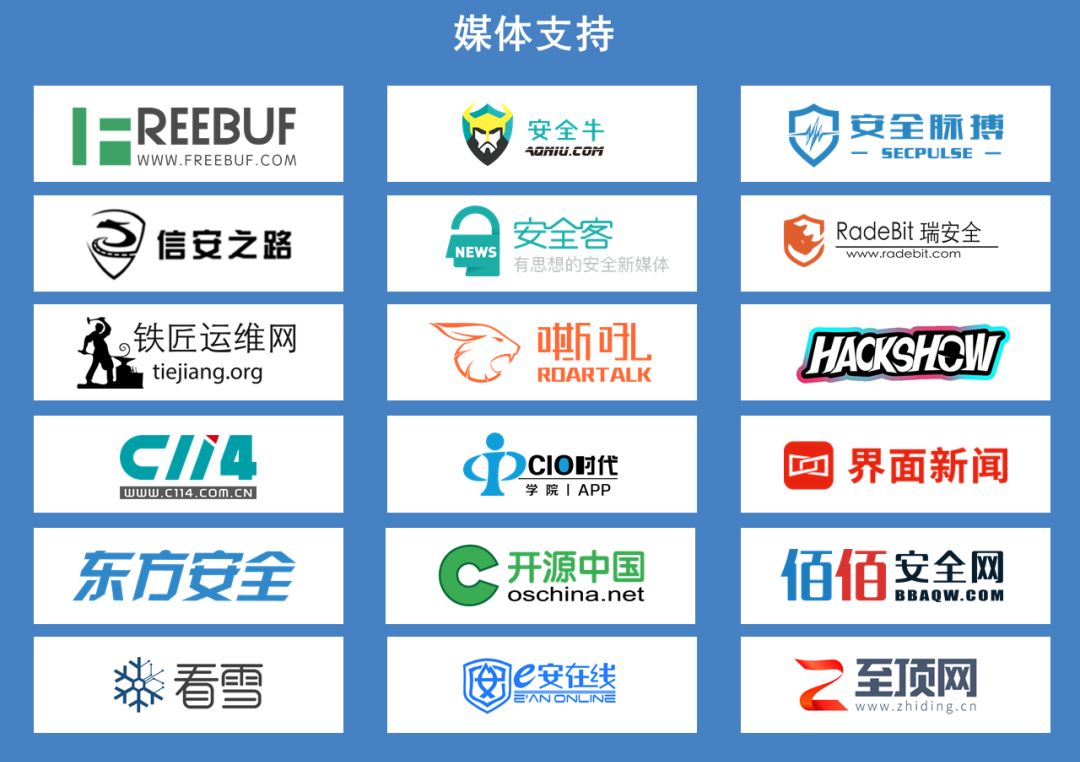 媒体支持
FREEBUF
WWW.FREEBUF.COM
安全牛
AQNIU.COM
安全脉搏
SECPULSE
信安之路
NEWS
安全客
有思想的安全新媒体
RadeBit 瑞安全
www.radebit.com
铁匠运维网
tiejiang.org
嘶吼
ROARTALK
HACKSHOW
C114
WWW.C114.COM.CN
CIO时代
学院 | APP
界面新闻
东方安全
开源中国
oschina.net
佰佰安全网
BBAQW.COM
看雪
e安在线
E'AN ONLINE
至顶网
www.zhiding.cn